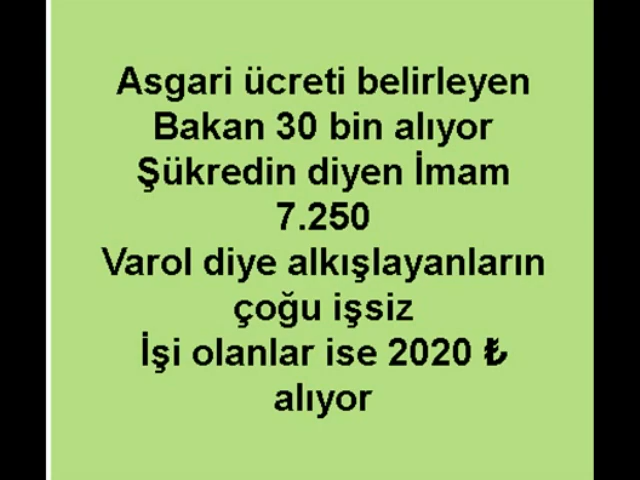 Asgari ücreti belirleyen
Bakan 30 bin alıyor
Şükredin diyen İmam
7.250
Varol diye alkışlayanların
çoğu işsiz
İşi olanlar ise 2020 ₺
alıyor